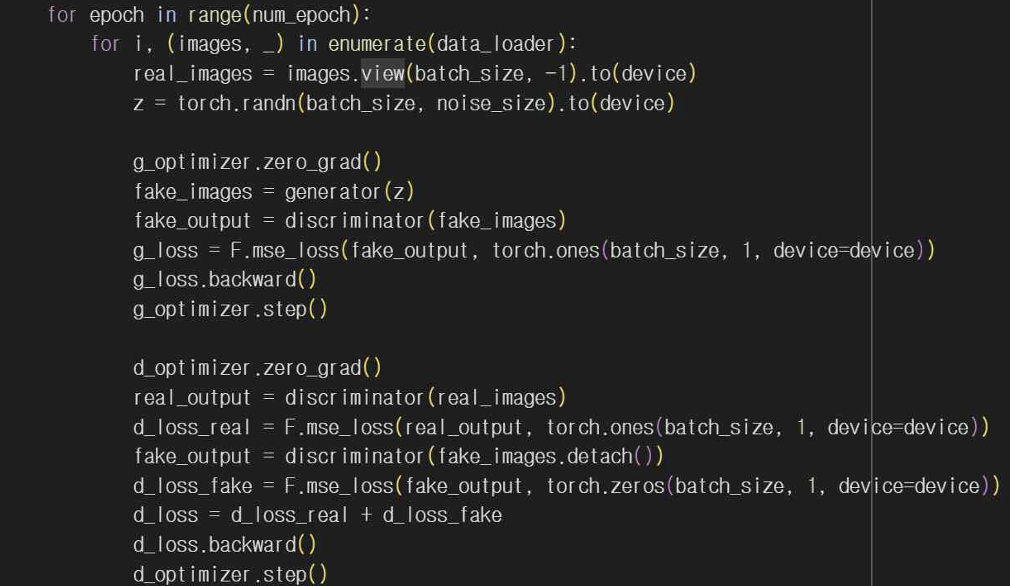 for epoch in range(num_epoch):
for i, (images, _) in enumerate(data_loader):
real_images = images.view(batch_size, -1).to(device)
z = torch.randn(batch_size, noise_size).to(device)
g_optimizer.zero_grad()
fake_images = generator(z)
fake_output = discriminator(fake_images)
g_loss = F.mse_loss(fake_output, torch.ones(batch_size, 1, device=device))
g_loss.backward()
g_optimizer.step()
d_optimizer.zero_grad()
real_output = discriminator(real_images)
d_loss_real = F.mse_loss(real_output, torch.ones(batch_size, 1, device=device))
fake_output = discriminator(fake_images.detach())
d_loss_fake = F.mse_loss(fake_output, torch.zeros(batch_size, 1, device=device))
d_loss = d_loss_real + d_loss_fake
d_loss.backward()
d_optimizer.step()